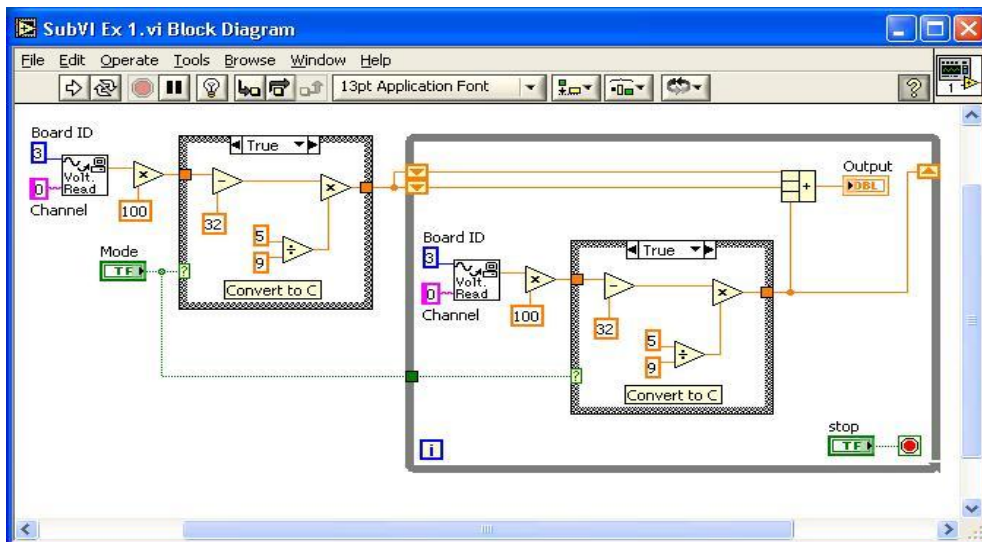 SubVI Ex 1.vi Block Diagram
File Edit Operate Tools Browse Window Help
13pt Application Font
1
Board ID
3
Volt.
Read
0
Channel
×
100
True
−
×
32
5
÷
9
Convert to C
Mode
TF
?
+
Output
DBL
Board ID
3
Volt.
Read
0
Channel
×
100
True
−
×
32
5
÷
9
Convert to C
?
i
stop
TF